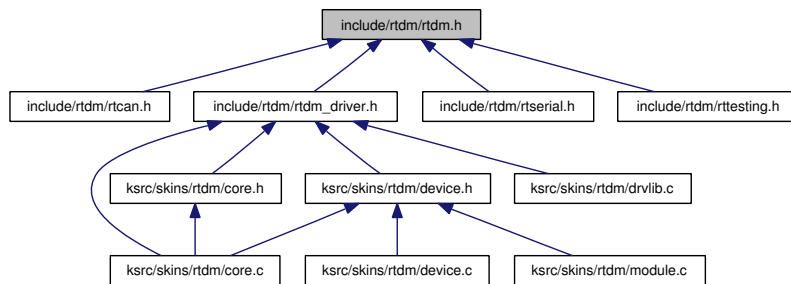 include/rtdm/rtdm.h
include/rtdm/rtcan.h
include/rtdm/rtdm_driver.h
include/rtdm/rtserial.h
include/rtdm/rttesting.h
ksrc/skins/rtdm/core.h
ksrc/skins/rtdm/device.h
ksrc/skins/rtdm/drvlib.c
ksrc/skins/rtdm/core.c
ksrc/skins/rtdm/device.c
ksrc/skins/rtdm/module.c